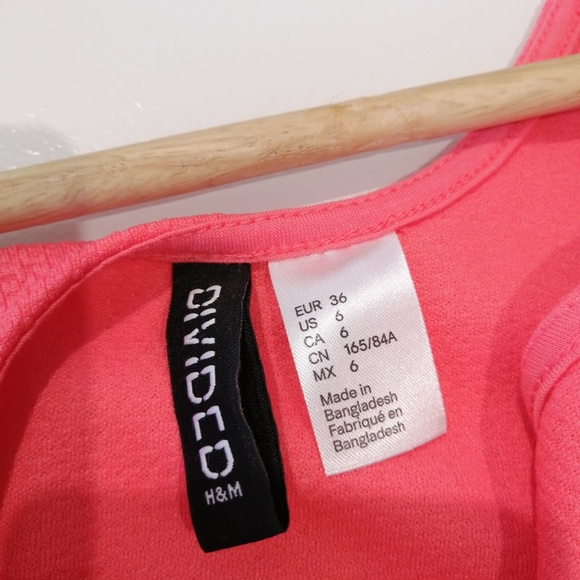 DIVIDED
H&M
EUR 36
US 6
CA 6
CN 165/84A
MX 6
Made in
Bangladesh
Fabriqué en
Bangladesh